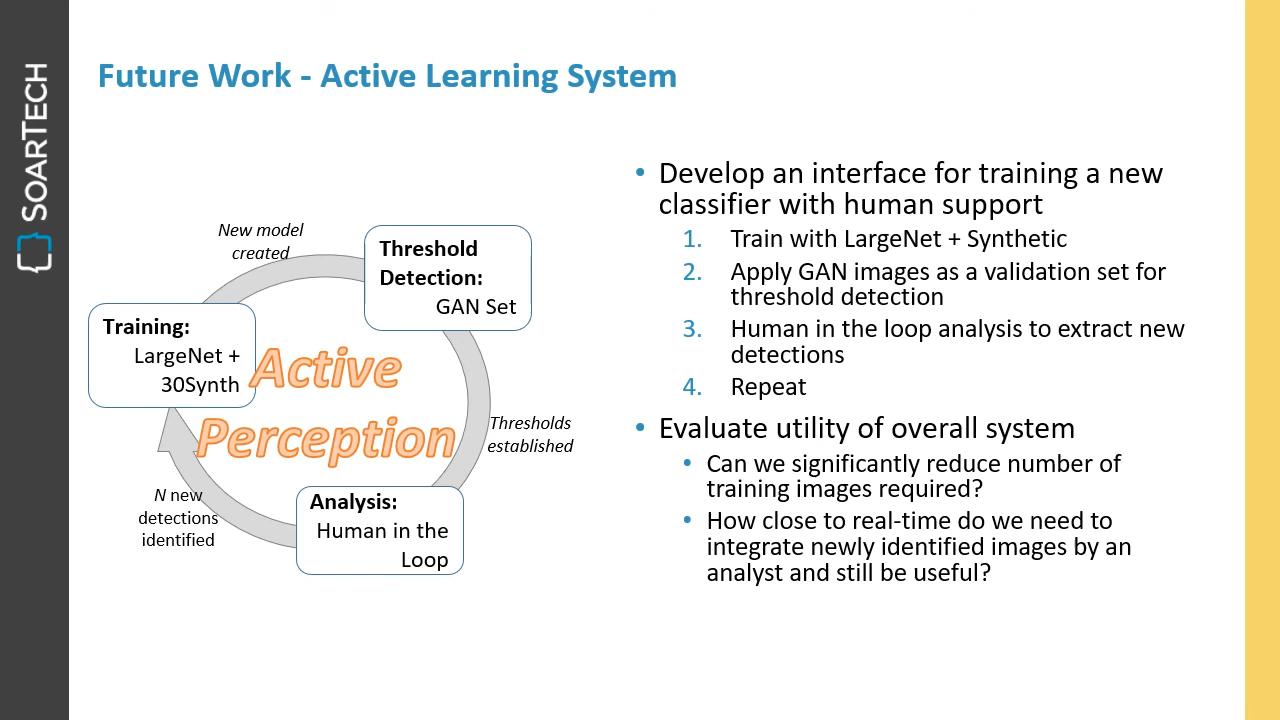 SOARTECH
Future Work - Active Learning System
New model
created
Threshold
Detection:
GAN Set
Training:
LargeNet +
30Synth
Active
Perception
Thresholds
established
Analysis:
Human in the
Loop
N new
detections
identified
• Develop an interface for training a new
classifier with human support
1. Train with LargeNet + Synthetic
2. Apply GAN images as a validation set for
threshold detection
3. Human in the loop analysis to extract new
detections
4. Repeat
• Evaluate utility of overall system
• Can we significantly reduce number of
training images required?
• How close to real-time do we need to
integrate newly identified images by an
analyst and still be useful?